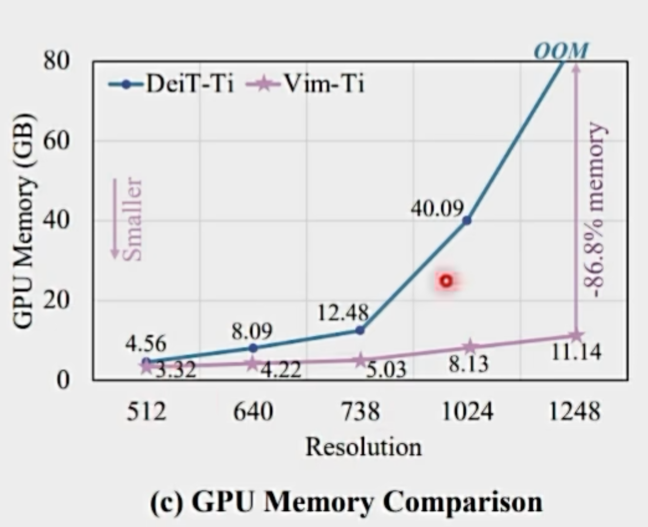 OOM
80
DeiT-Ti Vim-Ti
60
40
20
0
GPU Memory (GB)
Smaller
-86.8% memory
40.09
12.48
8.09
4.56
3.32
4.22
5.03
8.13
11.14
512 640 738 1024 1248
Resolution
(c) GPU Memory Comparison